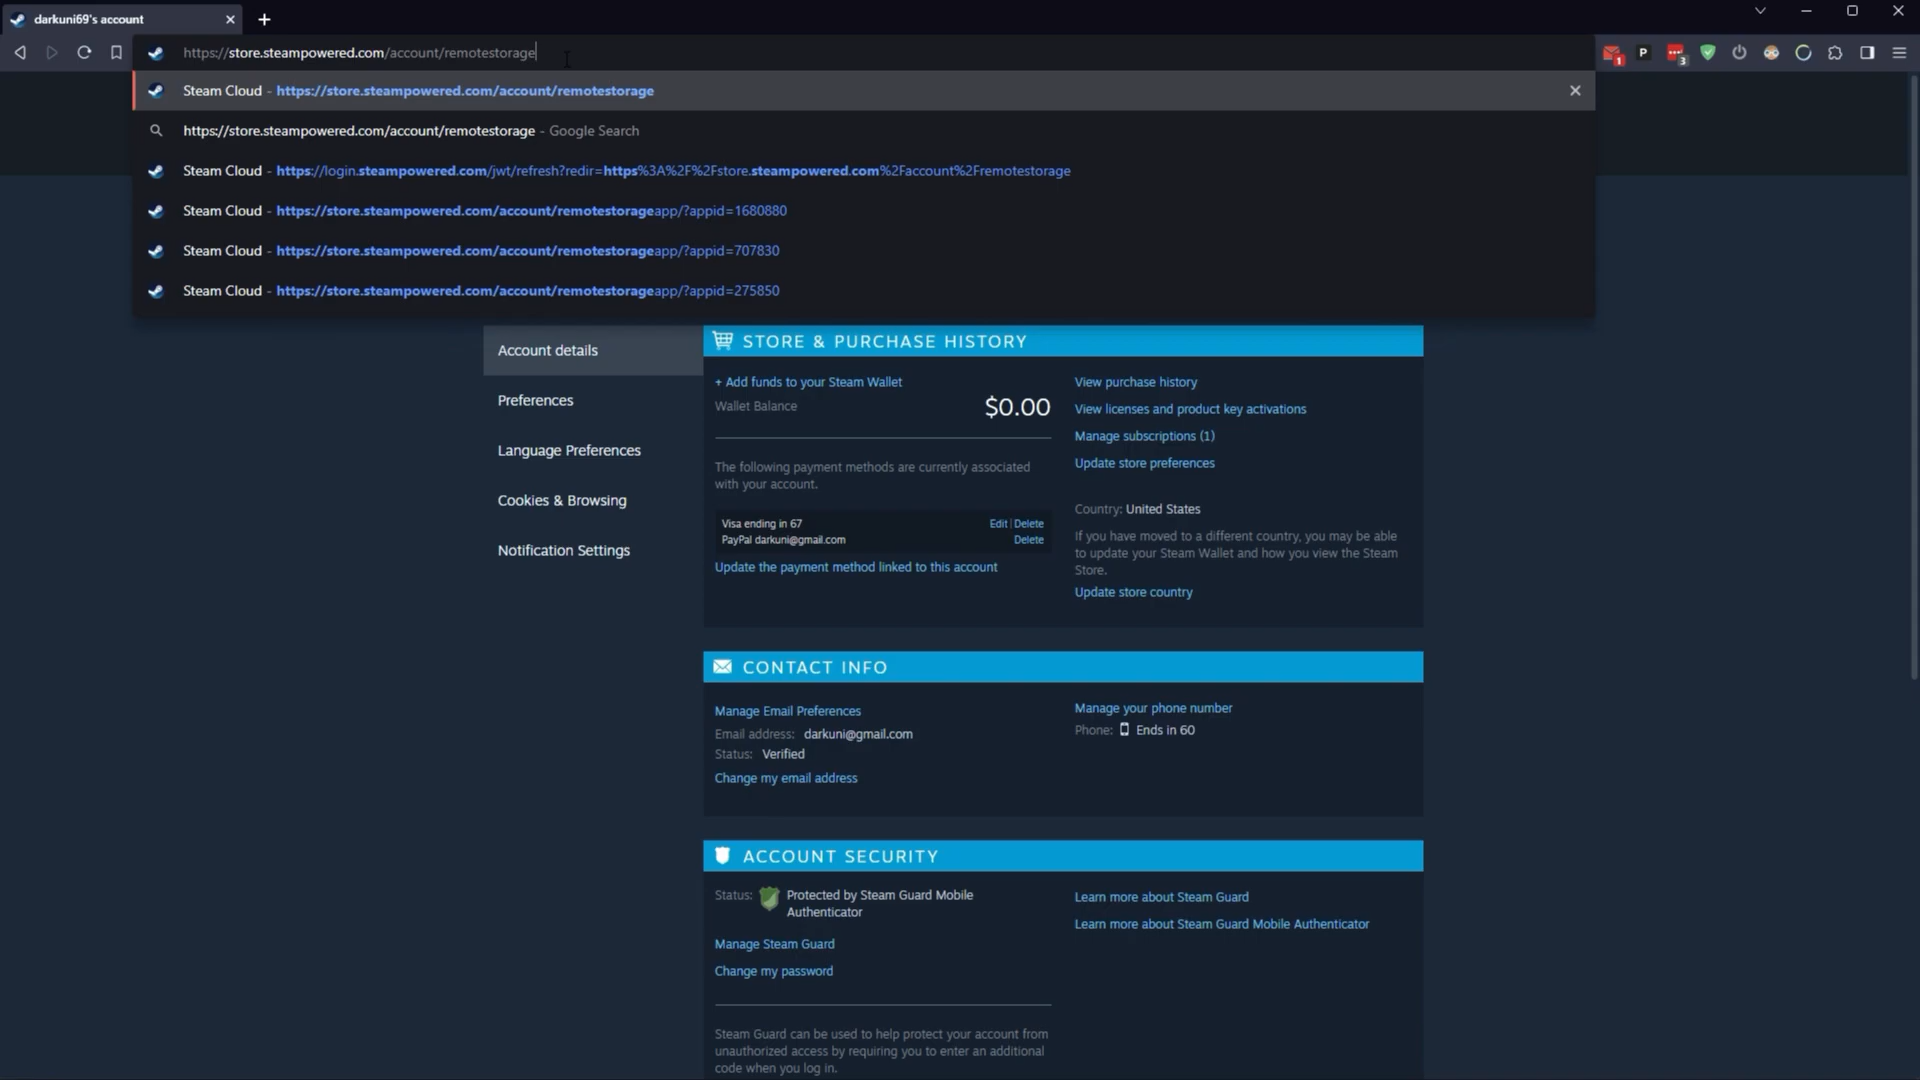 darkuni69's account
https://store.steampowered.com/account/remotestorage
1
P
3
Steam Cloud - https://store.steampowered.com/account/remotestorage
https://store.steampowered.com/account/remotestorage - Google Search
Steam Cloud - https://login.steampowered.com/jwt/refresh?redir=https%3A%2F%2Fstore.steampowered.com%2Faccount%2Fremotestorage
Steam Cloud - https://store.steampowered.com/account/remotestorageapp/?appid=1680880
Steam Cloud - https://store.steampowered.com/account/remotestorageapp/?appid=707830
Steam Cloud - https://store.steampowered.com/account/remotestorageapp/?appid=275850
Account details
Preferences
Language Preferences
Cookies & Browsing
Notification Settings
STORE & PURCHASE HISTORY
+ Add funds to your Steam Wallet
Wallet Balance $0.00
The following payment methods are currently associated
with your account.
Visa ending in 67 Edit | Delete
PayPal darkuni@gmail.com Delete
Update the payment method linked to this account
View purchase history
View licenses and product key activations
Manage subscriptions (1)
Update store preferences
Country: United States
If you have moved to a different country, you may be able
to update your Steam Wallet and how you view the Steam
Store.
Update store country
CONTACT INFO
Manage Email Preferences
Email address: darkuni@gmail.com
Status: Verified
Change my email address
Manage your phone number
Phone: Ends in 60
ACCOUNT SECURITY
Status: Protected by Steam Guard Mobile
Authenticator
Manage Steam Guard
Change my password
Steam Guard can be used to help protect your account from
unauthorized access by requiring you to enter an additional
code when you log in.
Learn more about Steam Guard
Learn more about Steam Guard Mobile Authenticator